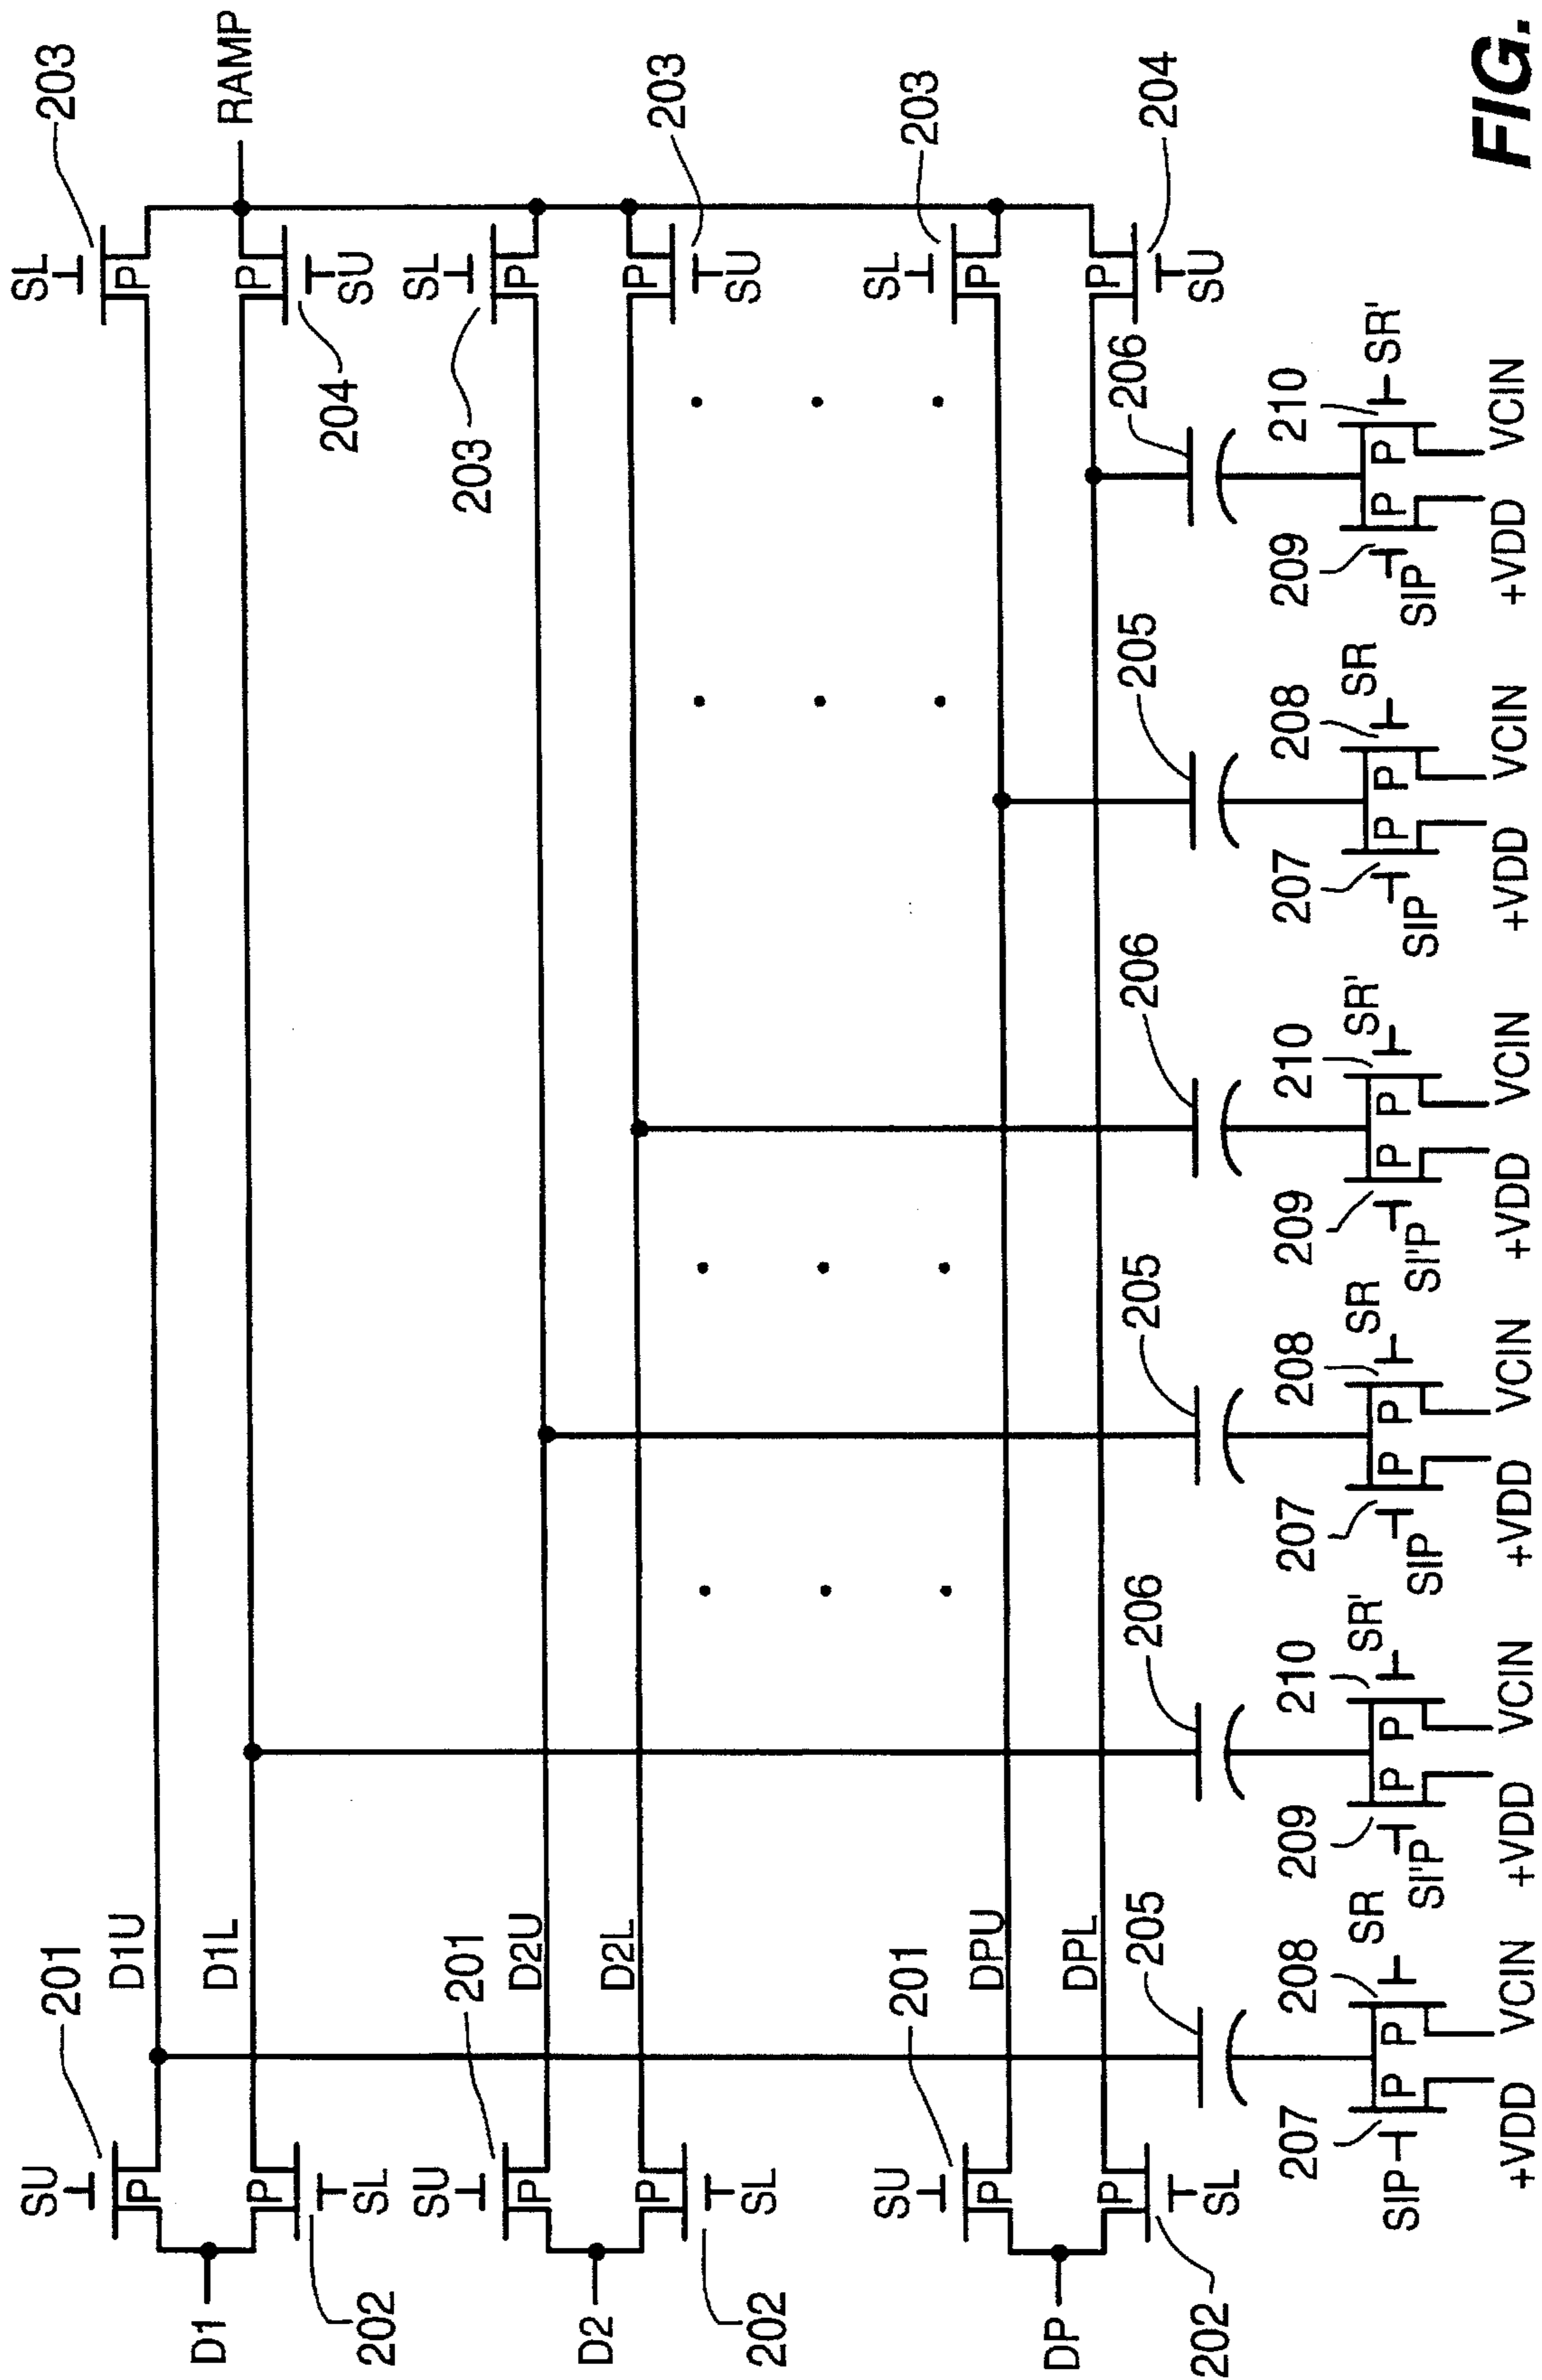 SU 201 SL 203
D1U
D1 D1L RAMP
202 SL 204 SU
SU 201 203 SL
D2U
D2 D2L 203
202 SL SU
SU 201 SL 203
DPU
DP DPL
202 SL SU 204
205 206 205 206 205 206
207 208 209 210 207 208 209 210 207 208 209 210
SIP SR SI'P SR' SIP SR SI'P SR' SIP SR SIP SR'
+VDD VCIN +VDD VCIN +VDD VCIN +VDD VCIN +VDD VCIN +VDD VCIN
P P P P P P P P P P P P
P P P P P P P P P P P P
FIG.